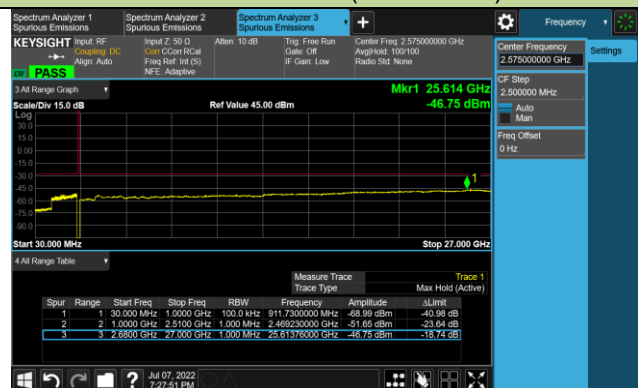 Spectrum Analyzer 1
Spurious Emissions
Spectrum Analyzer 2
Spurious Emissions
Spectrum Analyzer 3
Spurious Emissions
Frequency
KEYSIGHT
Input: RF
Coupling: DC
Align: Auto
Input Z: 50 Ω
Corr CCorr RCal
Freq Ref: Int (S)
NFE: Adaptive
Atten: 10 dB
Trig: Free Run
Gate: Off
IF Gain: Low
Center Freq: 2.575000000 GHz
Avg|Hold: 100/100
Radio Std: None
LXI PASS
Center Frequency
2.575000000 GHz
Settings
CF Step
2.500000 MHz
Auto
Man
Freq Offset
0 Hz
3 All Range Graph
Mkr1 25.614 GHz
Scale/Div 15.0 dB
Ref Value 45.00 dBm
-46.75 dBm
Log
30.0
15.0
0.00
-15.0
-30.0
-45.0
-60.0
-75.0
-90.0
1
Start 30.000 MHz
Stop 27.000 GHz
4 All Range Table
Measure Trace Trace 1
Trace Type Max Hold (Active)
Spur Range Start Freq Stop Freq RBW Frequency Amplitude ΔLimit
1 1 30.000 MHz 1.0000 GHz 100.0 kHz 911.7300000 MHz -68.99 dBm -40.98 dB
2 2 1.0000 GHz 2.5100 GHz 1.000 MHz 2.469230000 GHz -51.65 dBm -23.64 dB
3 3 2.6800 GHz 27.000 GHz 1.000 MHz 25.61376000 GHz -46.75 dBm -18.74 dB
Jul 07, 2022
7:27:51 PM